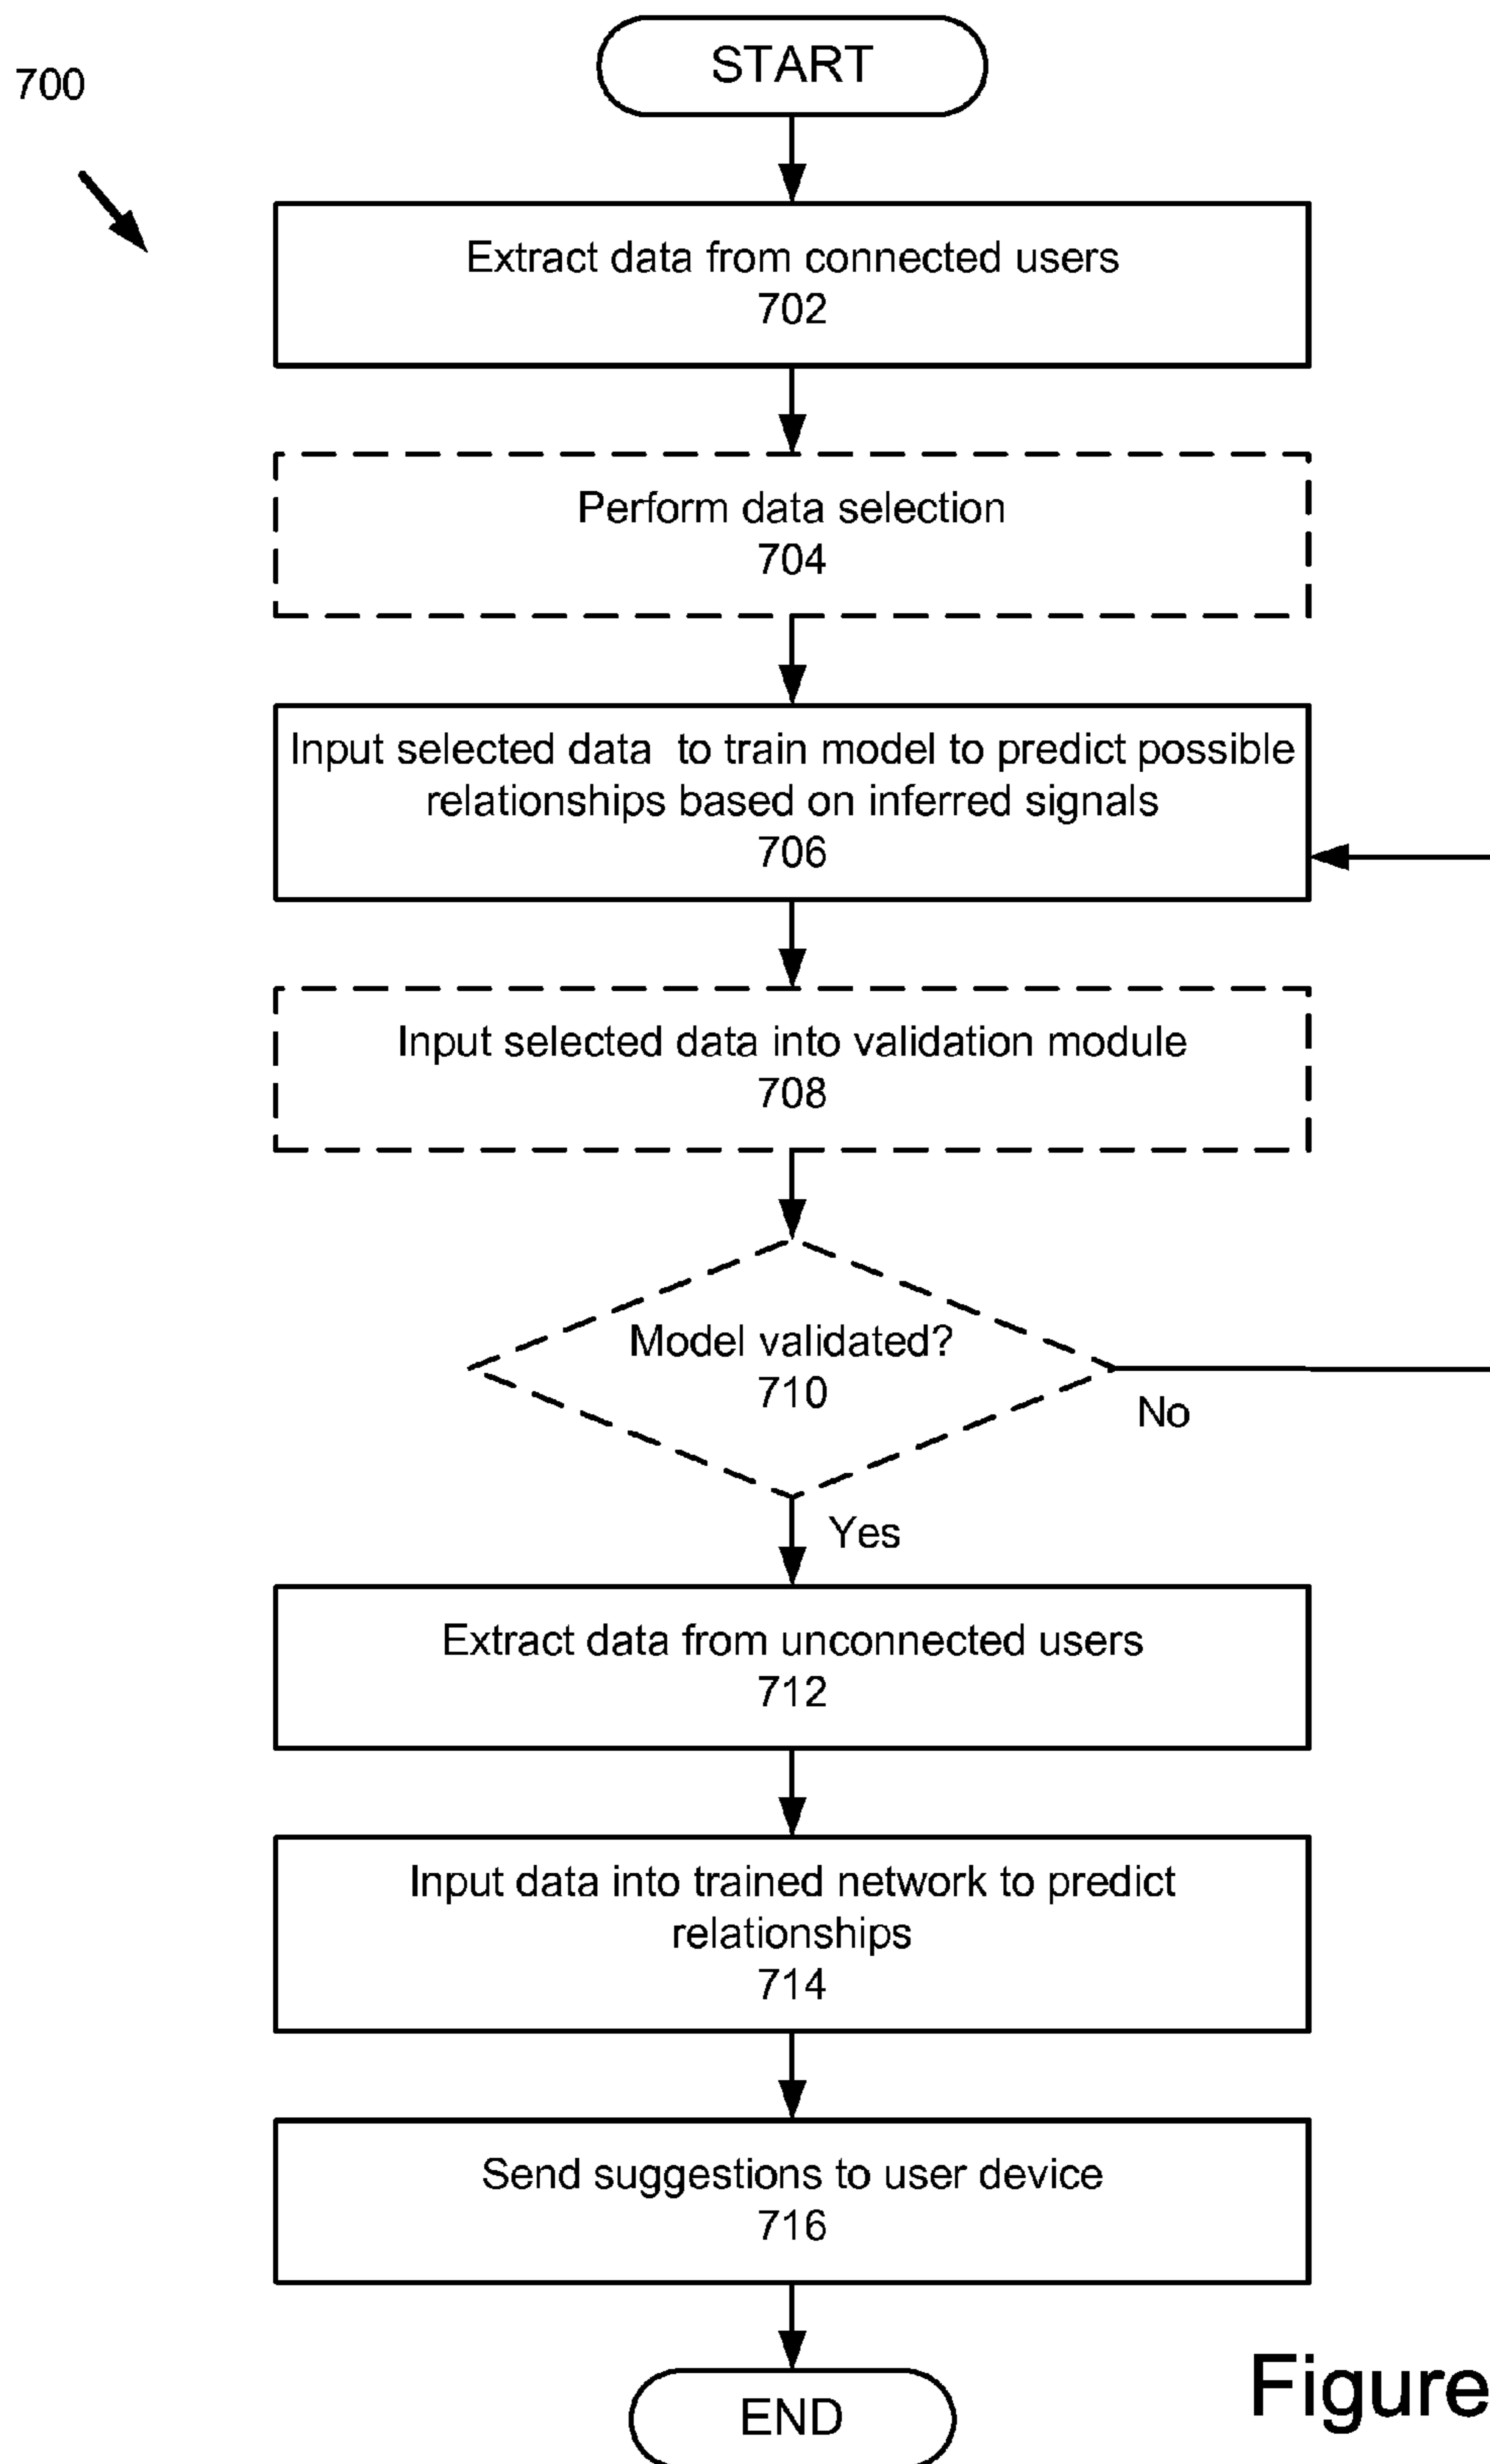 700
START
Extract data from connected users
702
Perform data selection
704
Input selected data to train model to predict possible
relationships based on inferred signals
706
Input selected data into validation module
708
Model validated?
710
No
Yes
Extract data from unconnected users
712
Input data into trained network to predict
relationships
714
Send suggestions to user device
716
END
Figure